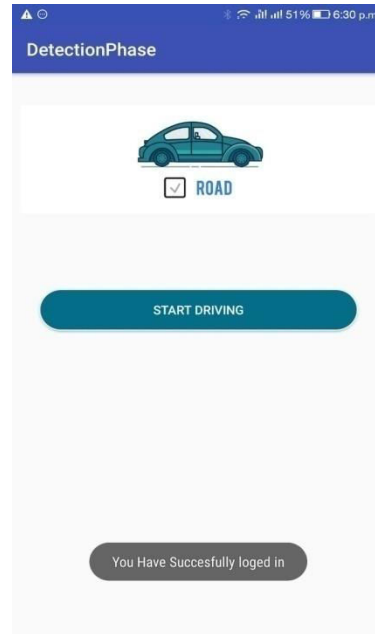 51% 6:30 p.m
DetectionPhase
ROAD
START DRIVING
You Have Succesfully loged in